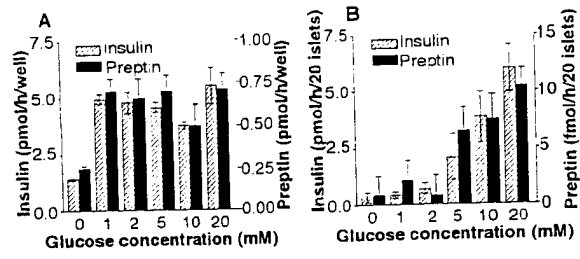 A
7.5
5.0
2.5
0.0
Insulin (pmol/h/well)
Insulin
Preptin
1.00
0.75
0.50
0.25
0.00
Preptin (pmol/h/well)
0 1 2 5 10 20
Glucose concentration (mM)
B
7.5
5.0
2.5
0.0
Insulin (pmol/h/20 islets)
Insulin
Preptin
15
10
5
0
Preptin (fmol/h/20 islets)
0 1 2 5 10 20
Glucose concentration (mM)